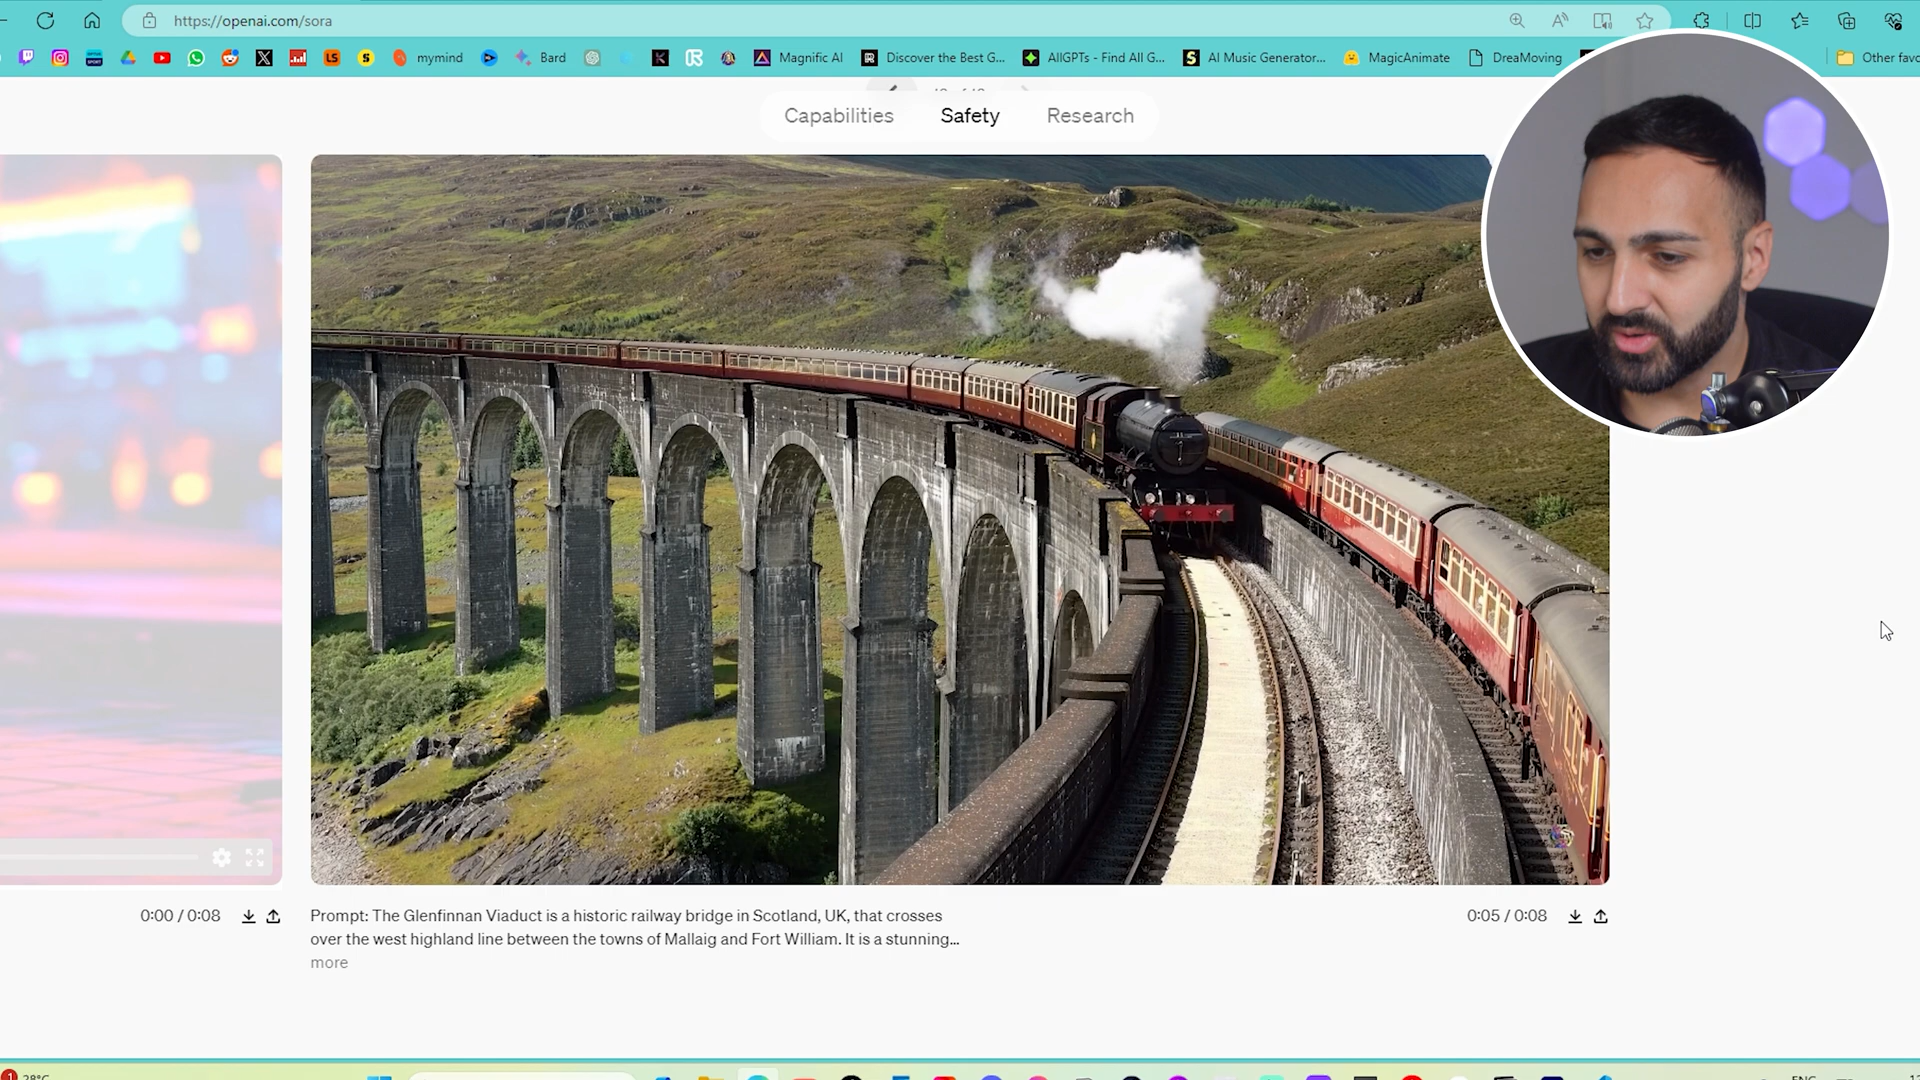 https://openai.com/sora
mymind
Bard
Magnific AI
Discover the Best G...
AllGPTs - Find All G...
AI Music Generator...
MagicAnimate
DreaMoving
Other favo
Capabilities
Safety
Research
0:00 / 0:08
Prompt: The Glenfinnan Viaduct is a historic railway bridge in Scotland, UK, that crosses
over the west highland line between the towns of Mallaig and Fort William. It is a stunning...
more
0:05 / 0:08